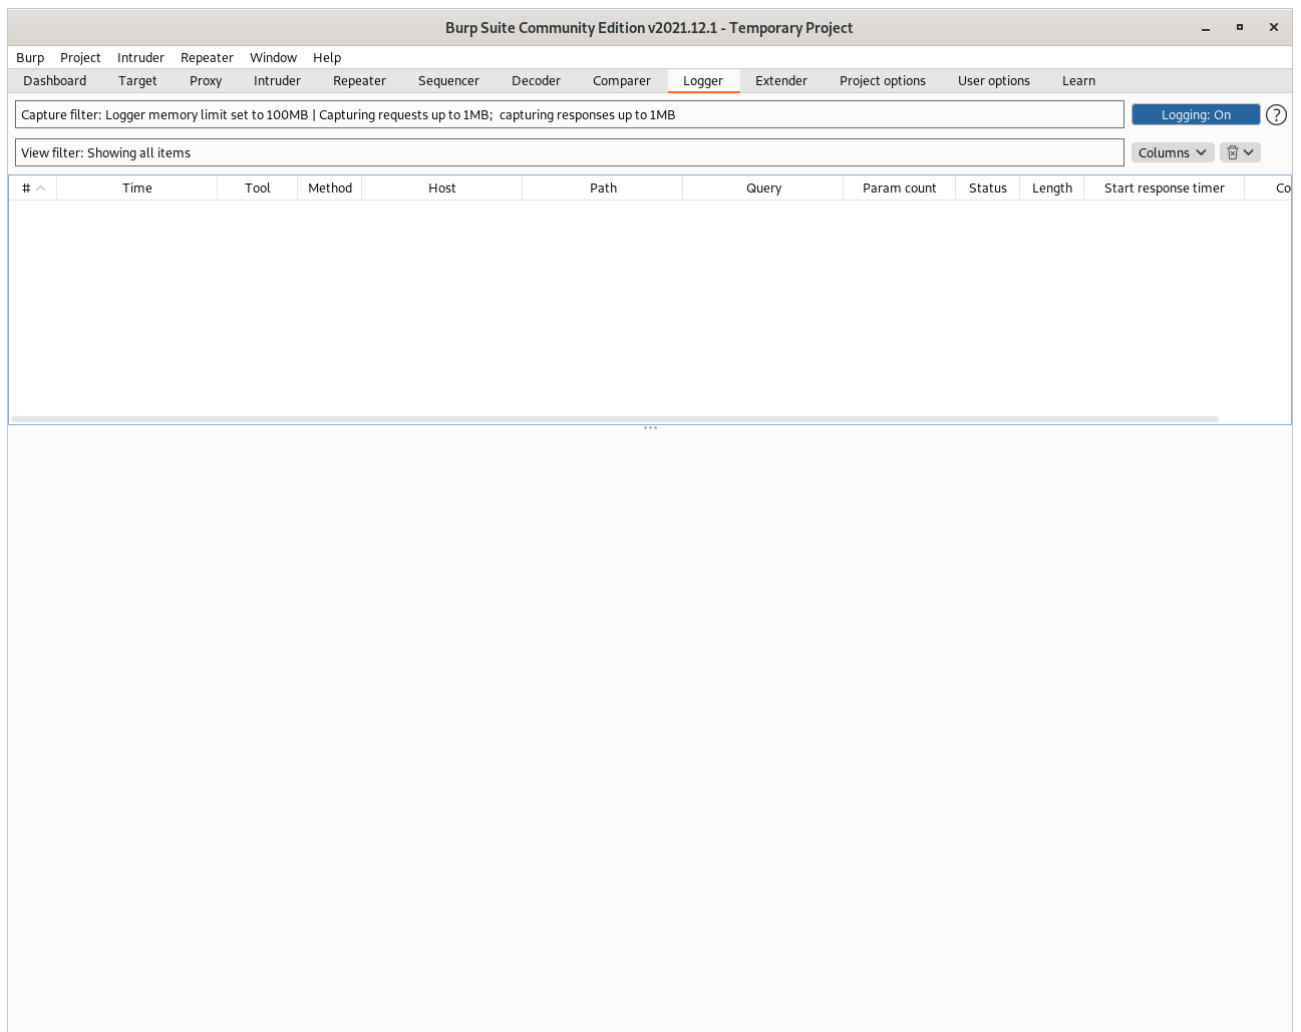 Burp Suite Community Edition v2021.12.1 - Temporary Project
Burp Project Intruder Repeater Window Help
Dashboard Target Proxy Intruder Repeater Sequencer Decoder Comparer Logger Extender Project options User options Learn
Capture filter: Logger memory limit set to 100MB | Capturing requests up to 1MB; capturing responses up to 1MB Logging: On ?
View filter: Showing all items Columns
# Time Tool Method Host Path Query Param count Status Length Start response timer Co